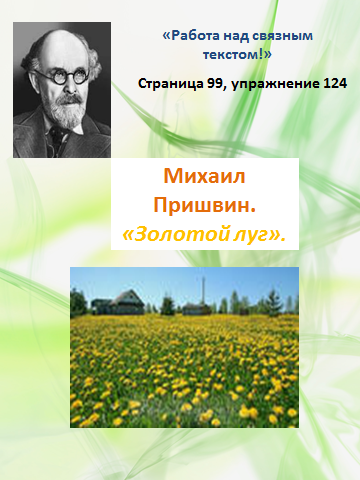 «Работа над связным
текстом!»
Страница 99, упражнение 124
Михаил
Пришвин.
«Золотой луг».